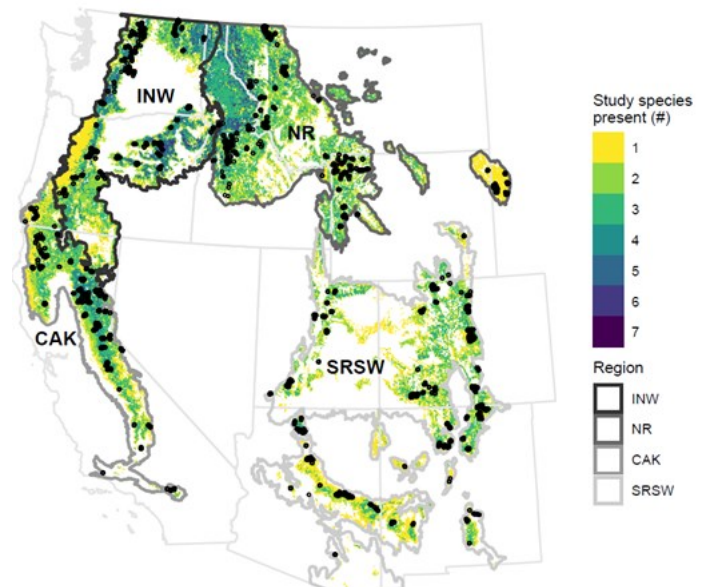 INW
NR
CAK
SRSW
Study species
present (#)
1
2
3
4
5
6
7
Region
INW
NR
CAK
SRSW